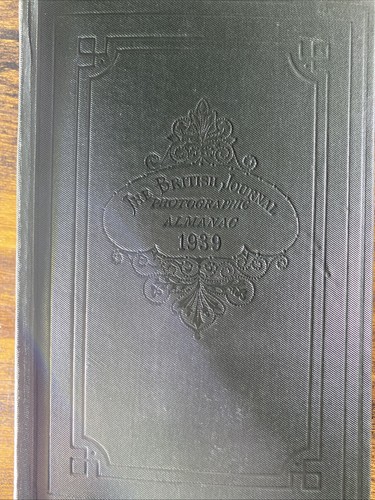 THE BRITISH JOURNAL
PHOTOGRAPHIC
ALMANAC
1939